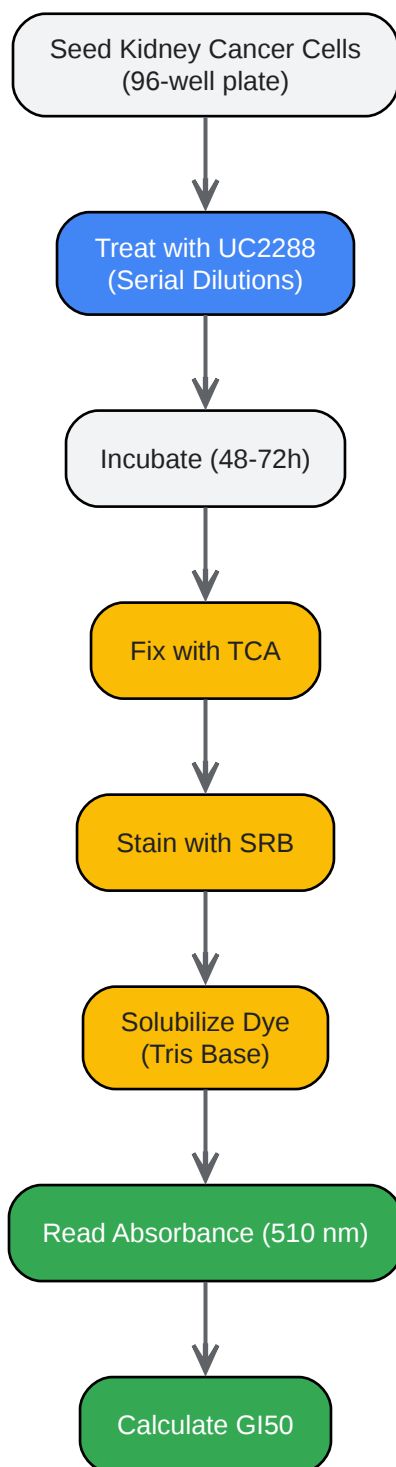 Seed Kidney Cancer Cells
(96-well plate)
Treat with UC2288
(Serial Dilutions)
Incubate (48-72h)
Fix with TCA
Stain with SRB
Solubilize Dye
(Tris Base)
Read Absorbance (510 nm)
Calculate GI50